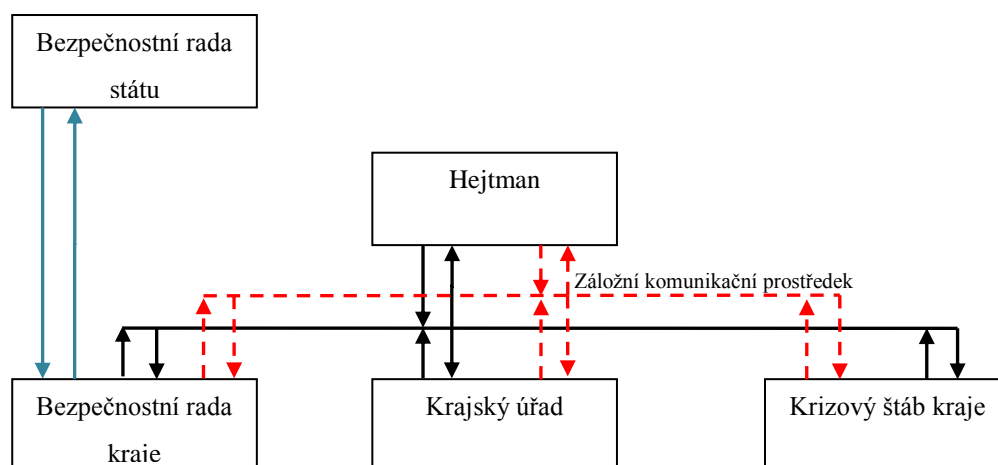 Bezpečnostní rada
státu
Hejtman
Záložní komunikační prostředek
Bezpečnostní rada
kraje
Krajský úřad
Krizový štáb kraje